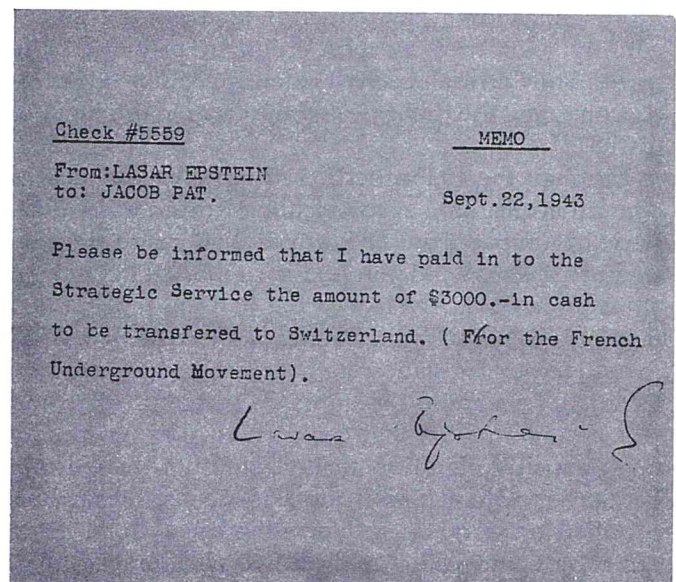 Check #5559
MEMO
From:LASAR EPSTEIN
to: JACOB PAT.
Sept.22,1943
Please be informed that I have paid in to the
Strategic Service the amount of $3000.-in cash
to be transfered to Switzerland. ( For the French
Underground Movement).